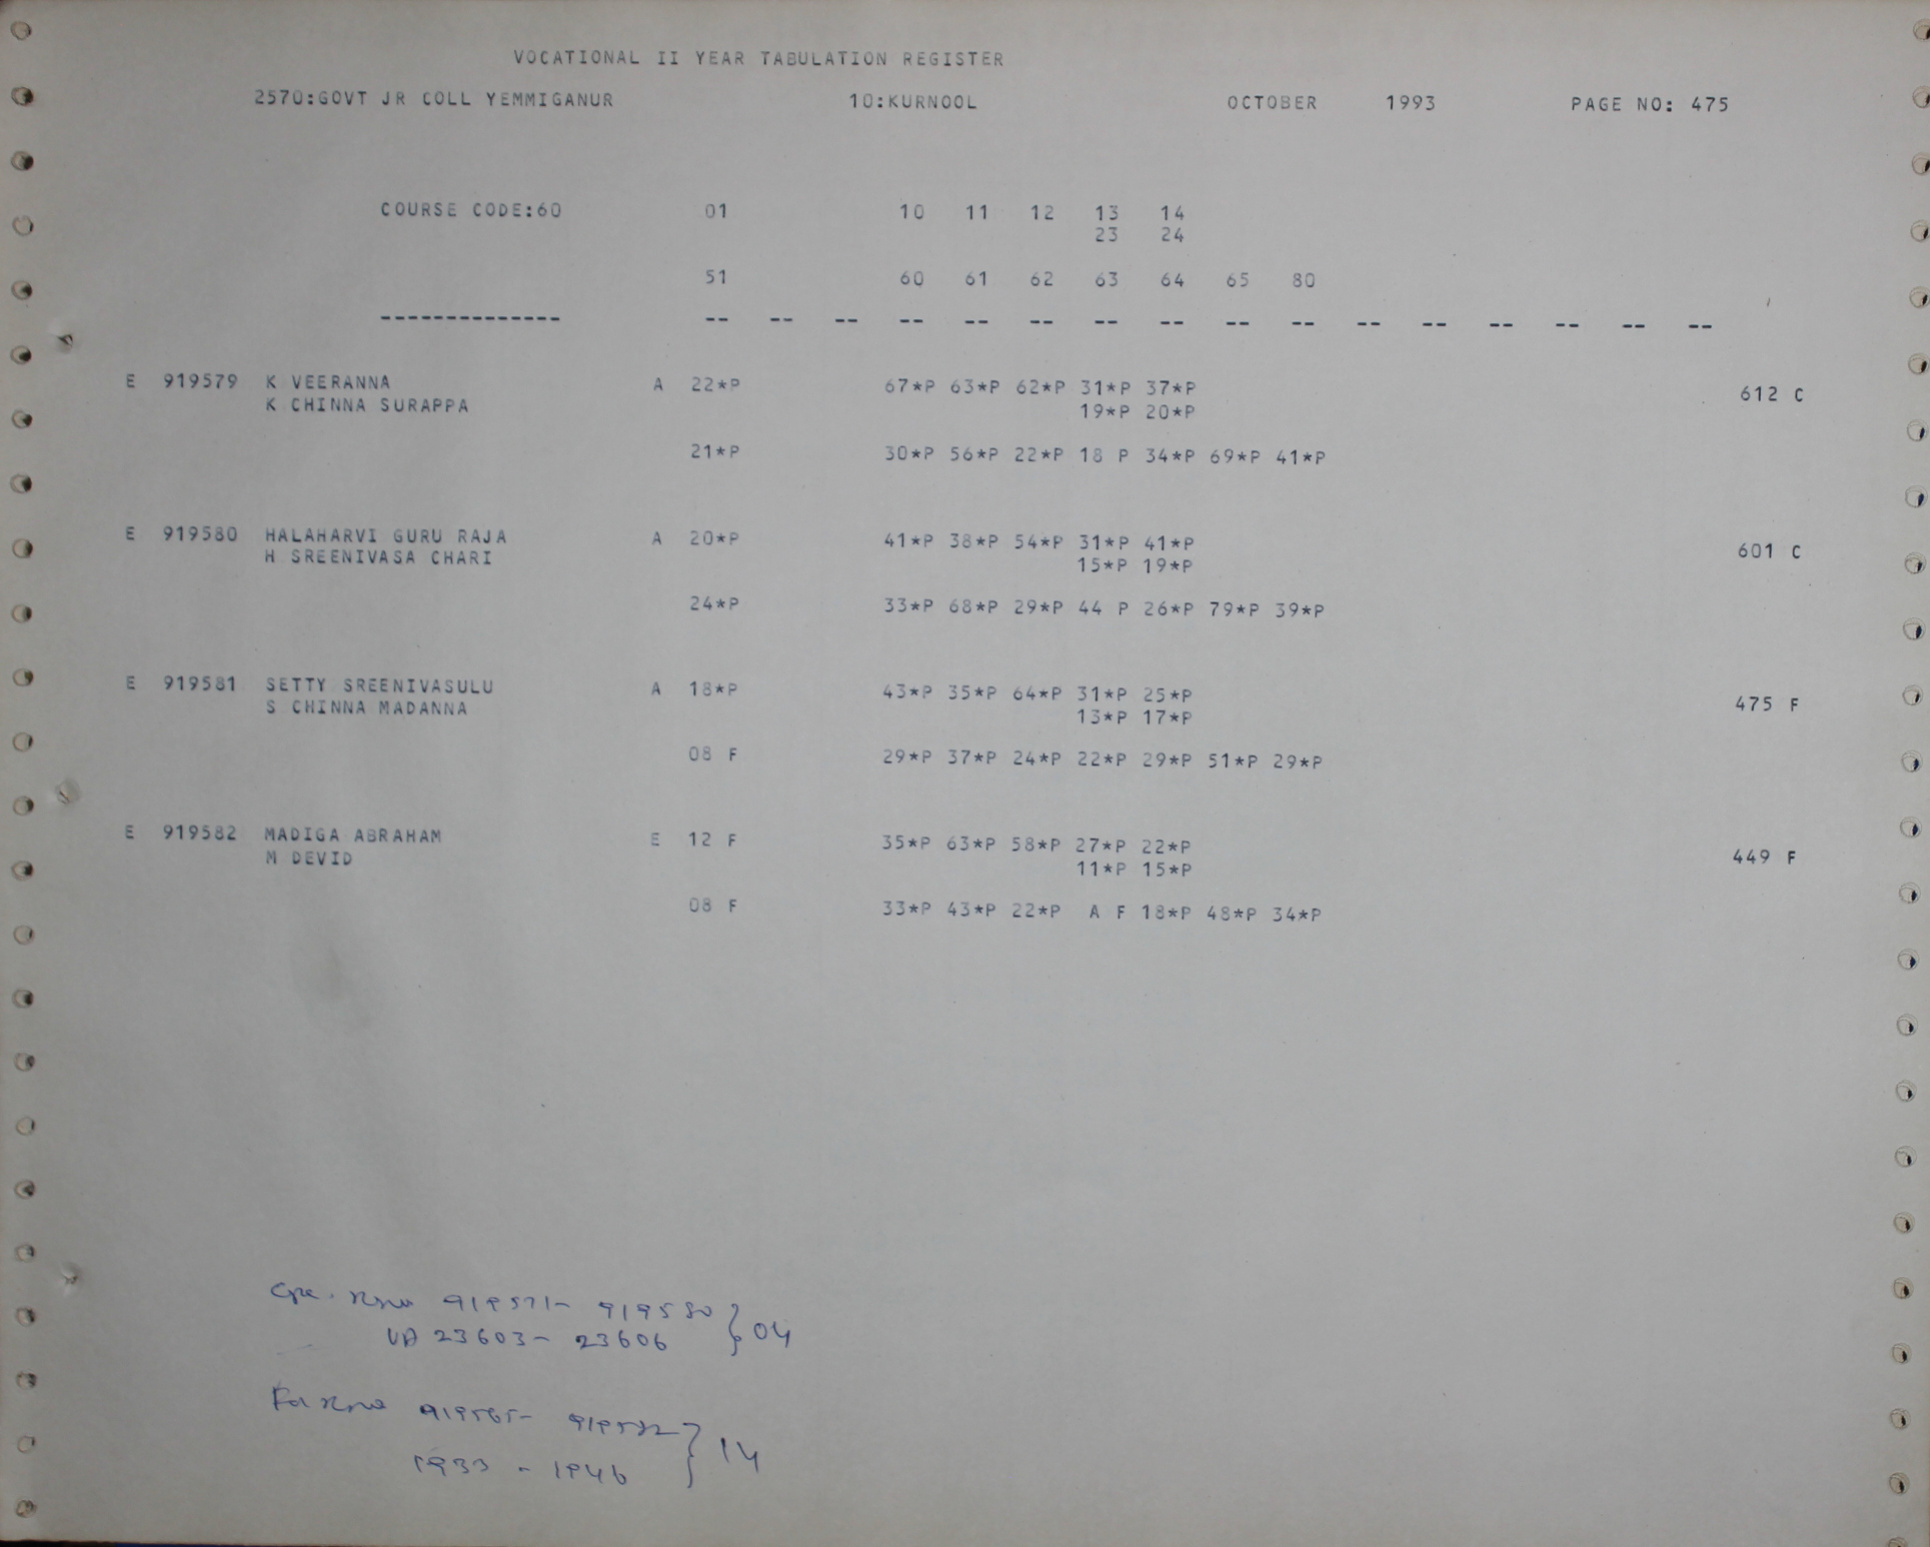 VOCATIONAL II YEAR TABULATION REGISTER
2570:GOVT JR COLL YEMMIGANUR 10:KURNOOL OCTOBER 1993 PAGE NO: 475
COURSE CODE:60 01 10 11 12 13 14
23 24
51 60 61 62 63 64 65 80
-------------- -- -- -- -- -- -- -- -- -- -- -- -- -- -- -- --
E 919579 K VEERANNA A 22*P 67*P 63*P 62*P 31*P 37*P 612 C
K CHINNA SURAPPA 19*P 20*P
21*P 30*P 56*P 22*P 18 P 34*P 69*P 41*P
E 919580 HALAHARVI GURU RAJA A 20*P 41*P 38*P 54*P 31*P 41*P 601 C
H SREENIVASA CHARI 15*P 19*P
24*P 33*P 68*P 29*P 44 P 26*P 79*P 39*P
E 919581 SETTY SREENIVASULU A 18*P 43*P 35*P 64*P 31*P 25*P 475 F
S CHINNA MADANNA 13*P 17*P
08 F 29*P 37*P 24*P 22*P 29*P 51*P 29*P
E 919582 MADIGA ABRAHAM E 12 F 35*P 63*P 58*P 27*P 22*P 449 F
M DEVID 11*P 15*P
08 F 33*P 43*P 22*P A F 18*P 48*P 34*P
919571- 919580 } 04
23603- 23606
919582 } 14
1933 - 1946